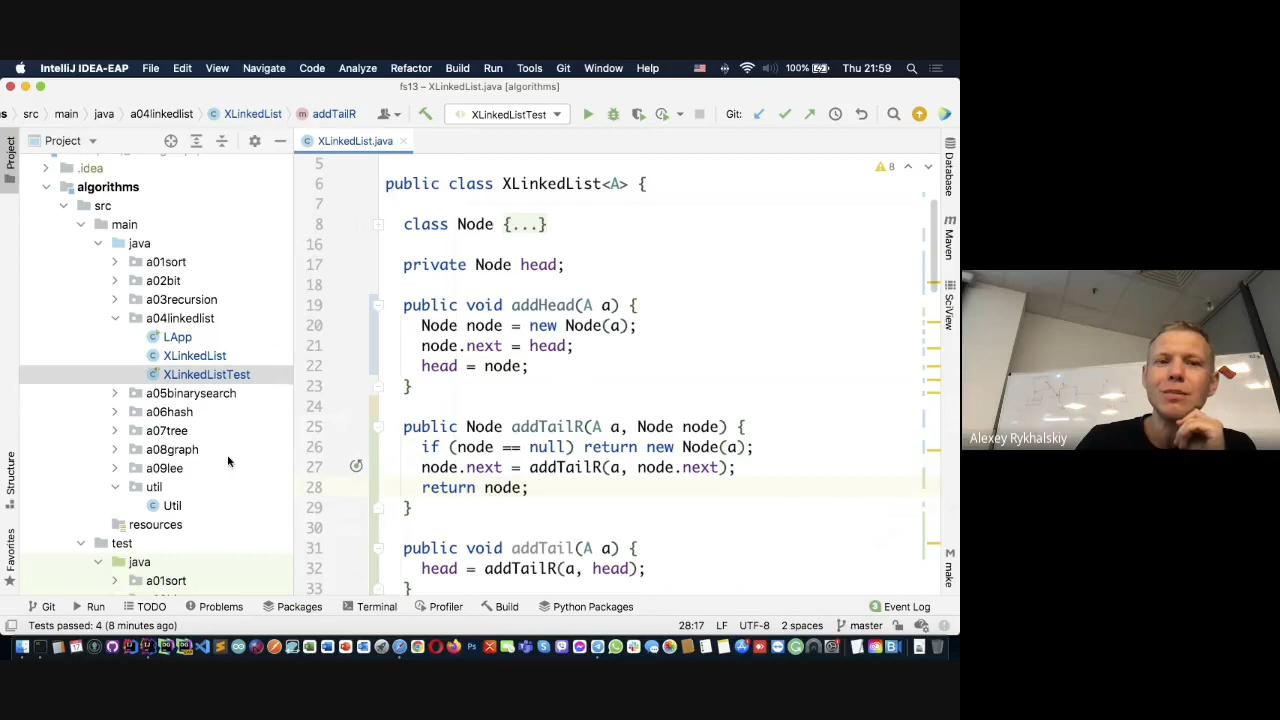 IntelliJ IDEA-EAP File Edit View Navigate Code Analyze Refactor Build Run Tools Git Window Help 100% Thu 21:59
fs13 – XLinkedList.java [algorithms]
s src main java a04linkedlist XLinkedList addTailR XLinkedListTest Git:
Project
XLinkedList.java
.idea
algorithms
src
main
java
a01sort
a02bit
a03recursion
a04linkedlist
LApp
XLinkedList
XLinkedListTest
a05binarysearch
a06hash
a07tree
a08graph
a09lee
util
Util
resources
test
java
a01sort
Project
Structure
Favorites
8
5
6 public class XLinkedList<A> {
7
8 class Node {...}
16
17 private Node head;
18
19 public void addHead(A a) {
20 Node node = new Node(a);
21 node.next = head;
22 head = node;
23 }
24
25 public Node addTailR(A a, Node node) {
26 if (node == null) return new Node(a);
27 node.next = addTailR(a, node.next);
28 return node;
29 }
30
31 public void addTail(A a) {
32 head = addTailR(a, head);
33 }
Database
m Maven
SciView
m make
Git Run TODO Problems Packages Terminal Profiler Build Python Packages Event Log
Tests passed: 4 (8 minutes ago) 28:17 LF UTF-8 2 spaces master
Alexey Rykhalskiy